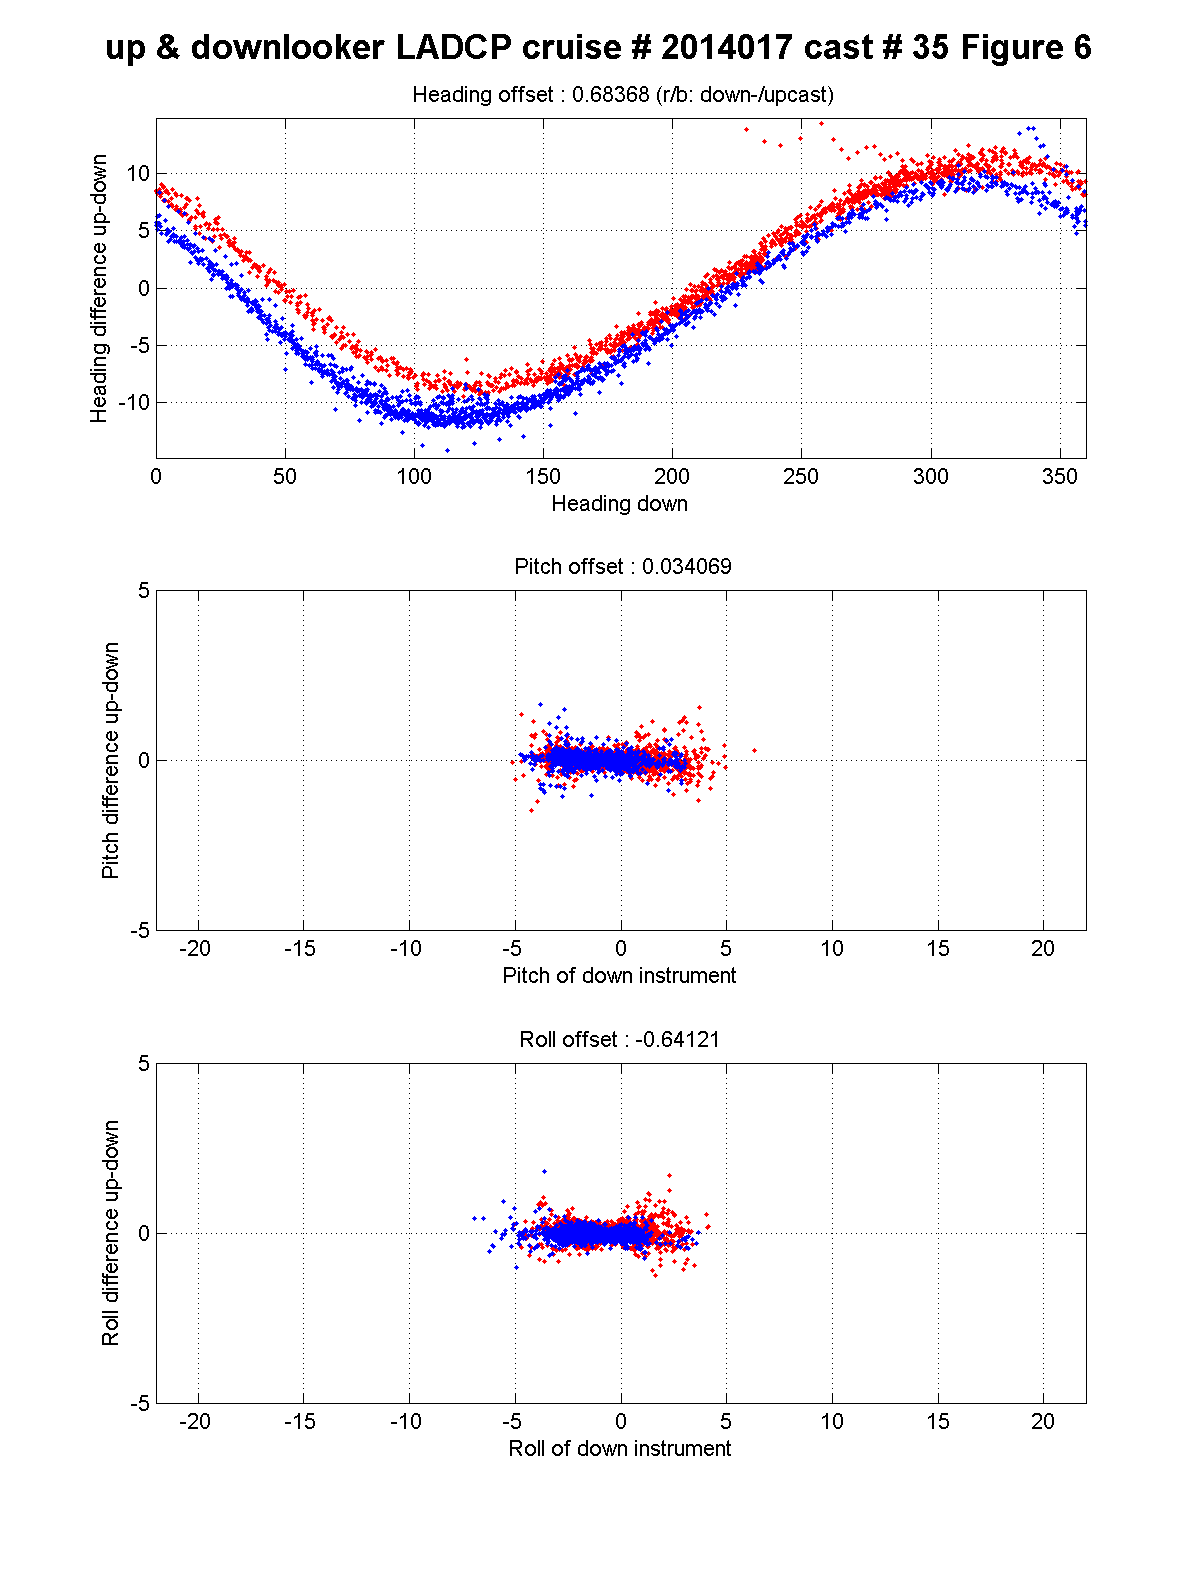 up & downlooker LADCP cruise # 2014017 cast # 35 Figure 6
Heading offset : 0.68368 (r/b: down-/upcast)
Heading difference up-down
10
5
0
-5
-10
0 50 100 150 200 250 300 350
Heading down
Pitch offset : 0.034069
Pitch difference up-down
5
0
-5
-20 -15 -10 -5 0 5 10 15 20
Pitch of down instrument
Roll offset : -0.64121
Roll difference up-down
5
0
-5
-20 -15 -10 -5 0 5 10 15 20
Roll of down instrument